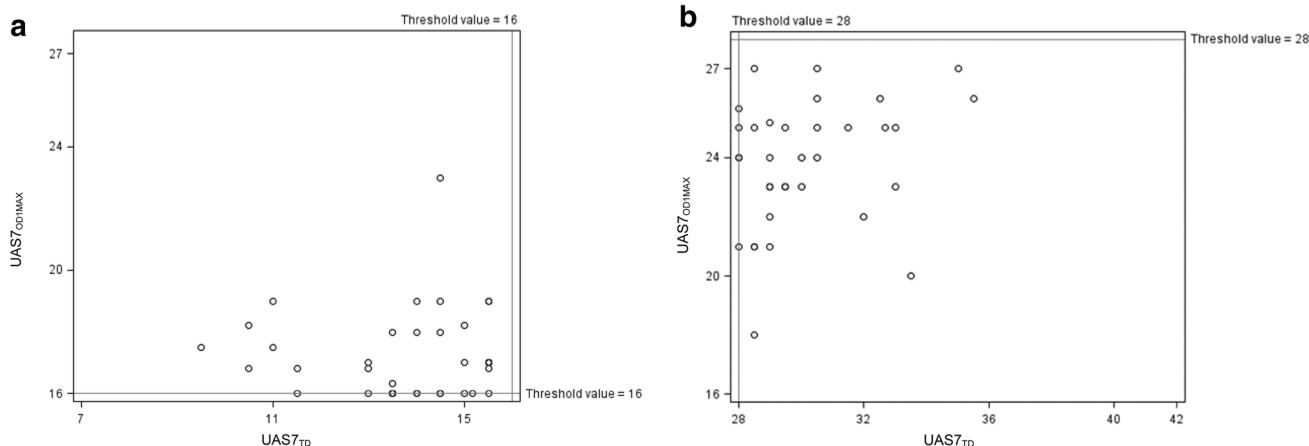 a
Threshold value = 16
27
24
20
16
UAS7OD1MAX
Threshold value = 16
7 11 15
UAS7TD
b
Threshold value = 28
Threshold value = 28
27
24
20
16
UAS7OD1MAX
28 32 36 40 42
UAS7TD